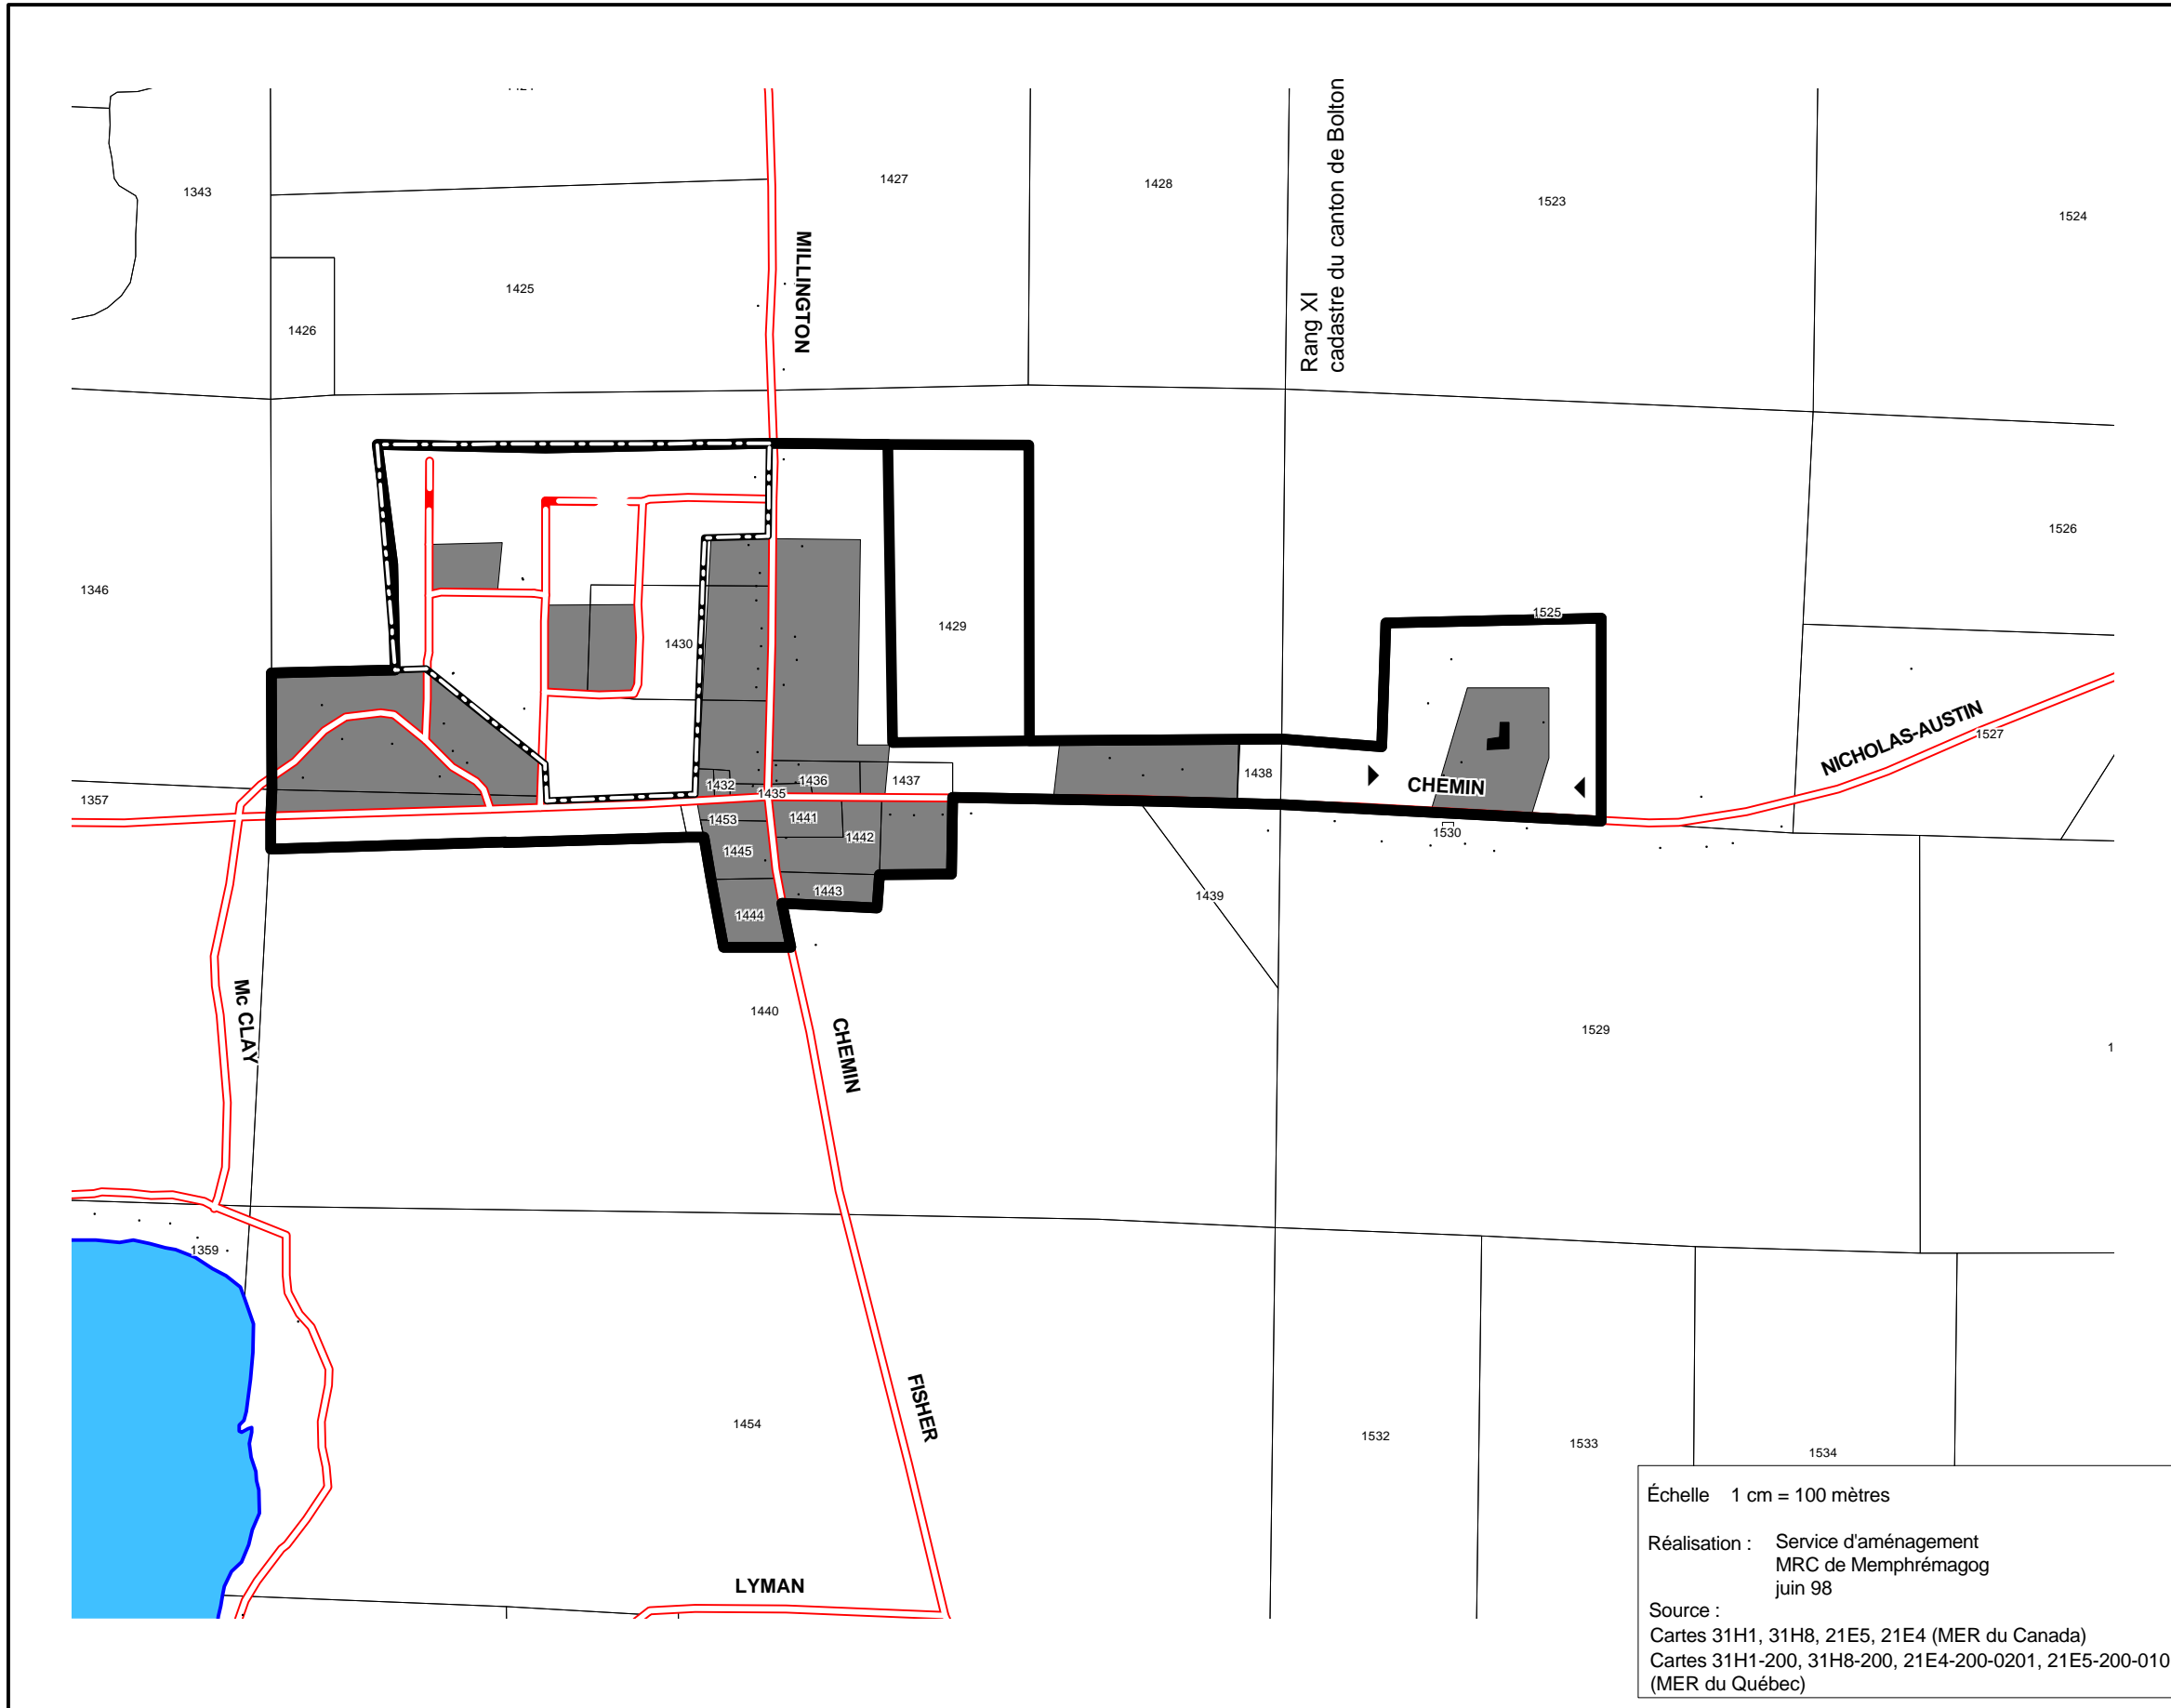 Rang XI
cadastre du canton de Bolton
1343
1427
1428
1523
1524
MILLINGTON
1425
1426
1526
1346
1525
1429
1430
NICHOLAS-AUSTIN
1527
1438
1437
1436
1432
1435
CHEMIN
1357
1453
1441
1442
1530
1445
1443
1444
1439
Mc CLAY
1440
CHEMIN
1529
1
1359
FISHER
1454
1532
1533
1534
LYMAN
Échelle 1 cm = 100 mètres
Réalisation : Service d'aménagement
MRC de Memphrémagog
juin 98
Source :
Cartes 31H1, 31H8, 21E5, 21E4 (MER du Canada)
Cartes 31H1-200, 31H8-200, 21E4-200-0201, 21E5-200-010
(MER du Québec)